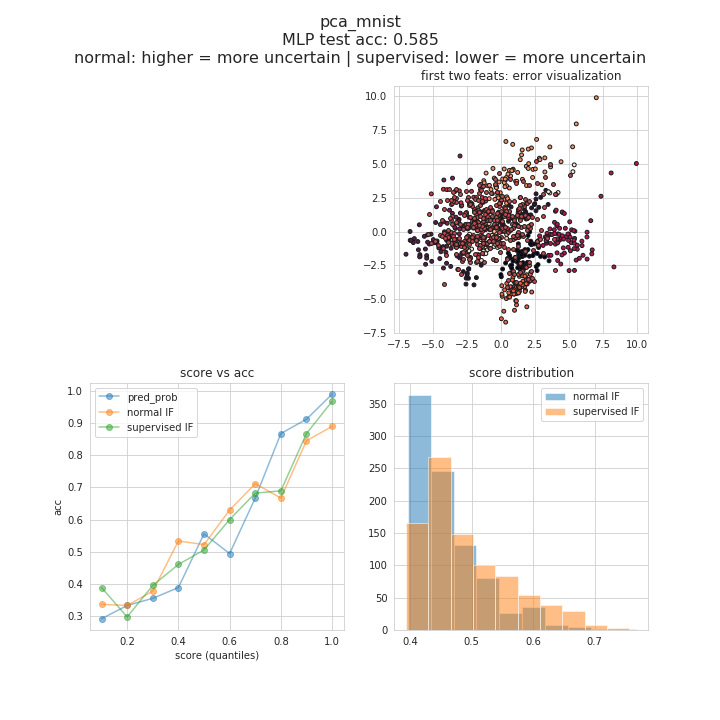 pca_mnist
MLP test acc: 0.585
normal: higher = more uncertain | supervised: lower = more uncertain
first two feats: error visualization
10.0
7.5
5.0
2.5
0.0
−2.5
−5.0
−7.5
−7.5 −5.0 −2.5 0.0 2.5 5.0 7.5 10.0
score vs acc
pred_prob
normal IF
supervised IF
1.0
0.9
0.8
0.7
0.6
0.5
0.4
0.3
acc
0.2 0.4 0.6 0.8 1.0
score (quantiles)
score distribution
normal IF
supervised IF
350
300
250
200
150
100
50
0
0.4 0.5 0.6 0.7